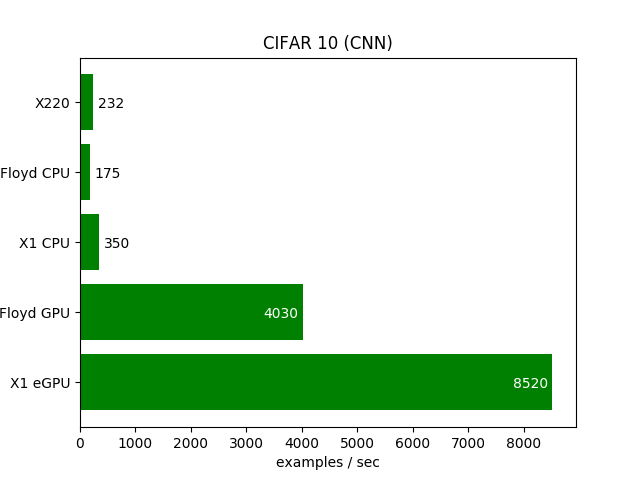 CIFAR 10 (CNN)
X220 232
Floyd CPU 175
X1 CPU 350
Floyd GPU 4030
X1 eGPU 8520
0 1000 2000 3000 4000 5000 6000 7000 8000
examples / sec